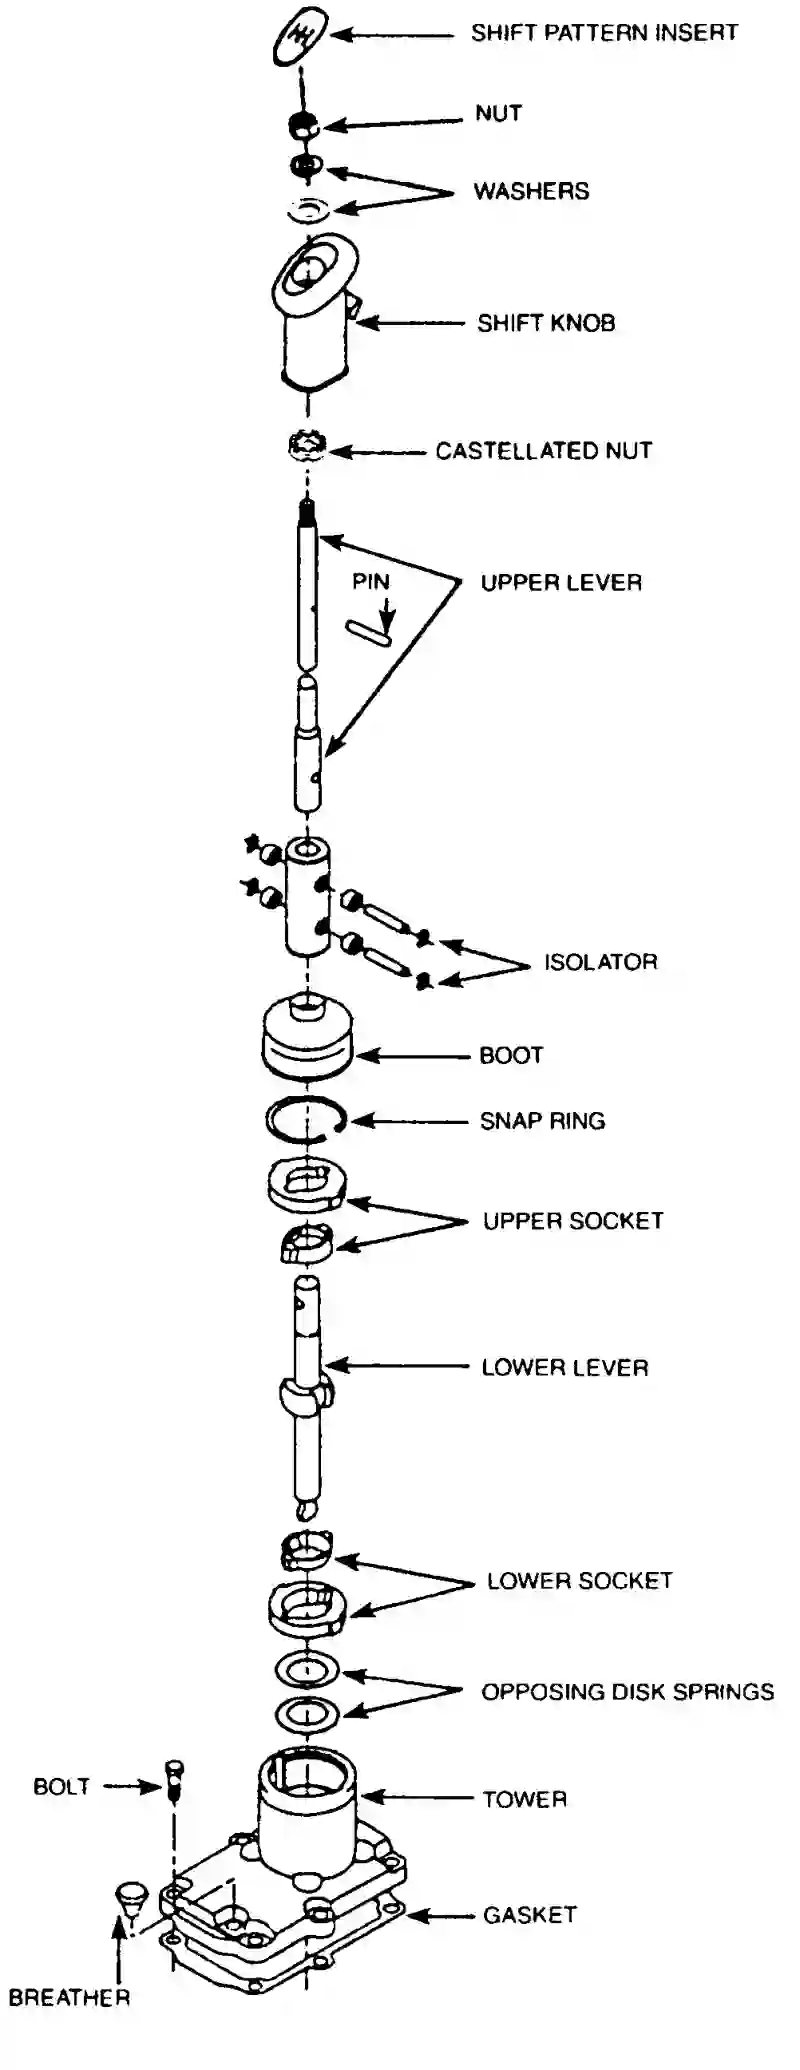 SHIFT PATTERN INSERT
NUT
WASHERS
SHIFT KNOB
CASTELLATED NUT
PIN
UPPER LEVER
ISOLATOR
BOOT
SNAP RING
UPPER SOCKET
LOWER LEVER
LOWER SOCKET
OPPOSING DISK SPRINGS
BOLT
TOWER
GASKET
BREATHER